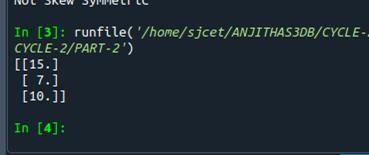 Not Skew Symmetric
In [3]: runfile('/home/sjcet/ANJITHAS3DB/CYCLE-
CYCLE-2/PART-2')
[[15.]
[ 7.]
[10.]]
In [4]: